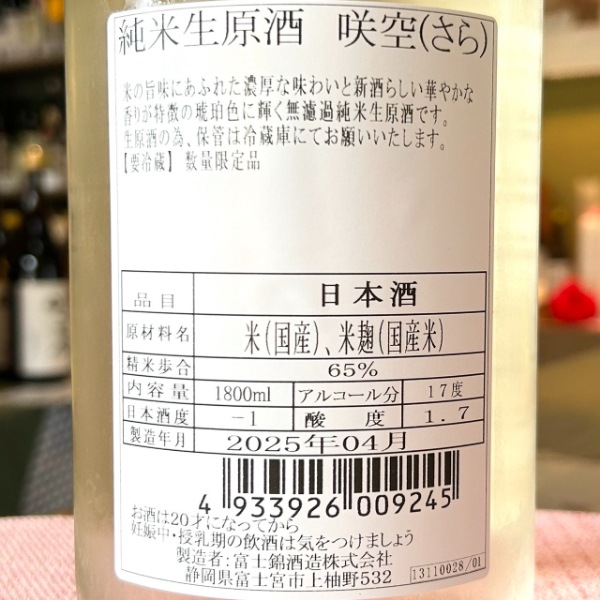 純米生原酒 咲空(さら)
米の旨味にあふれた濃厚な味わいと新酒らしい華やかな
香りが特徴の琥珀色に輝く無濾過純米生原酒です。
生原酒の為、保管は冷蔵庫にてお願いいたします。
【要冷蔵】 数量限定品
品目 日本酒
原材料名 米(国産)、米麹(国産米)
精米歩合 65%
内容量 1800ml アルコール分 17度
日本酒度 -1 酸度 1.7
製造年月 2025年04月
4 933926 009245
お酒は20才になってから
妊娠中・授乳期の飲酒は気をつけましょう
製造者:富士錦酒造株式会社
静岡県富士宮市上柚野532
13110028/01